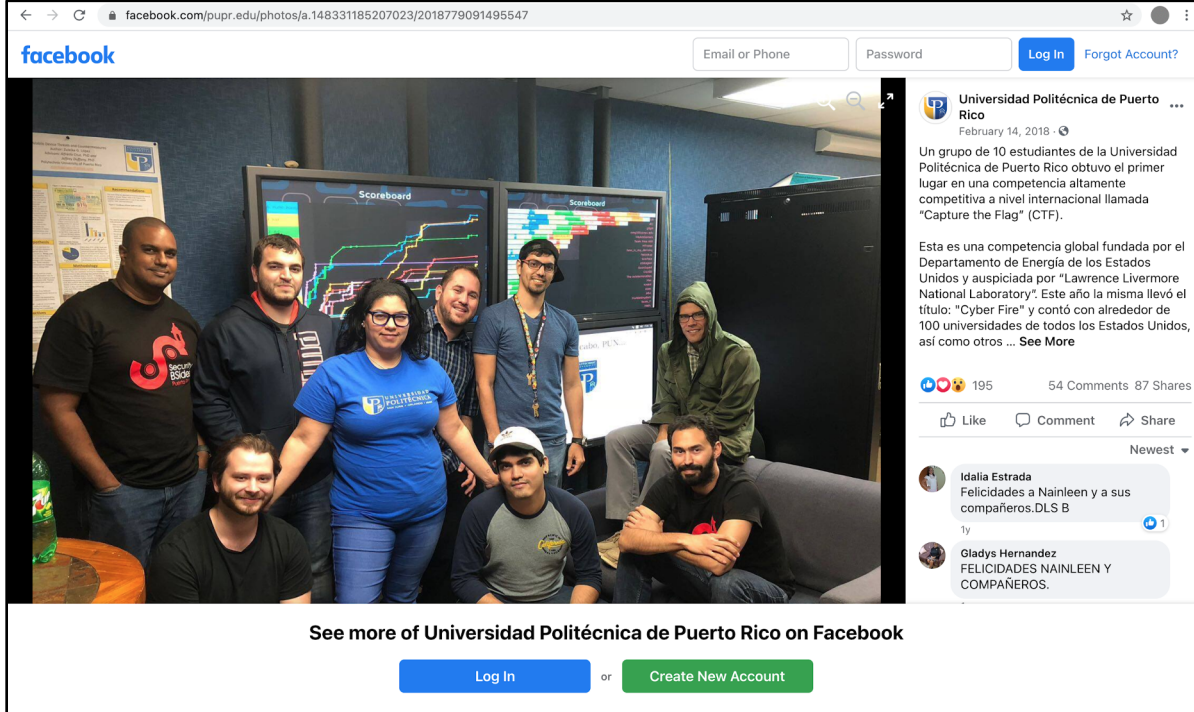 facebook.com/pupr.edu/photos/a.148331185207023/2018779091495547
facebook
Email or Phone
Password
Log In
Forgot Account?
Scoreboard
Scoreboard
Security
BSides
UNIVERSIDAD
POLITECNICA
Universidad Politécnica de Puerto
Rico
February 14, 2018
Un grupo de 10 estudiantes de la Universidad
Politécnica de Puerto Rico obtuvo el primer
lugar en una competencia altamente
competitiva a nivel internacional llamada
“Capture the Flag” (CTF).
Esta es una competencia global fundada por el
Departamento de Energía de los Estados
Unidos y auspiciada por “Lawrence Livermore
National Laboratory”. Este año la misma llevó el
título: "Cyber Fire" y contó con alrededor de
100 universidades de todos los Estados Unidos,
así como otros ... See More
195
54 Comments 87 Shares
Like
Comment
Share
Newest
Idalia Estrada
Felicidades a Nainleen y a sus
compañeros.DLS B
1
1y
Gladys Hernandez
FELICIDADES NAINLEEN Y
COMPAÑEROS.
See more of Universidad Politécnica de Puerto Rico on Facebook
Log In
or
Create New Account